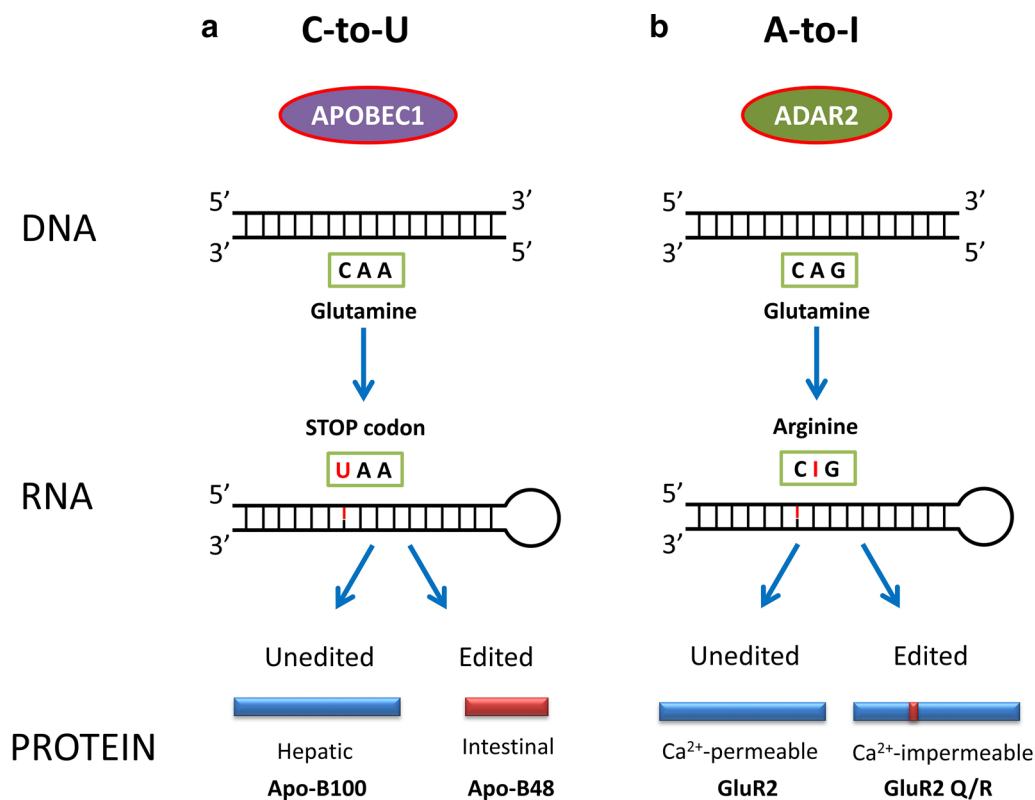 a C-to-U
b A-to-I
APOBEC1
ADAR2
DNA
5’ 3’
3’ 5’
C A A
Glutamine
5’ 3’
3’ 5’
C A G
Glutamine
RNA
STOP codon
U A A
5’
3’
Arginine
C I G
5’
3’
PROTEIN
Unedited Edited
Hepatic Intestinal
Apo-B100 Apo-B48
Unedited Edited
Ca²⁺-permeable Ca²⁺-impermeable
GluR2 GluR2 Q/R